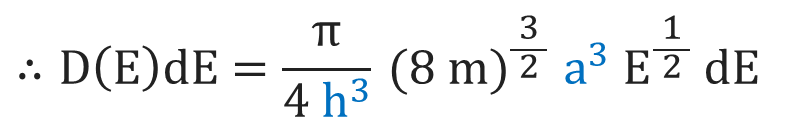 ∴ D(E)dE = π / 4 h³ (8 m)^(3/2) a³ E^(1/2) dE